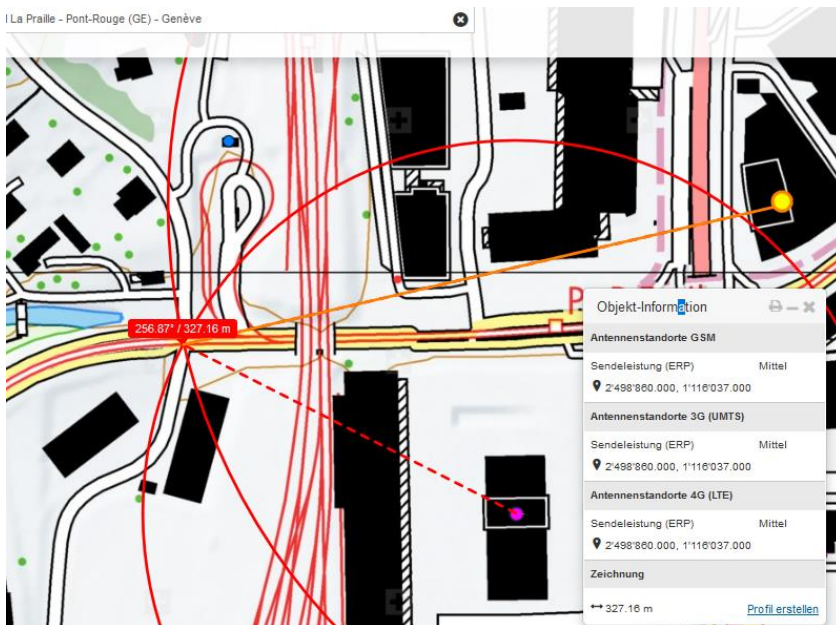 La Praille - Pont-Rouge (GE) - Genève
256.87° / 327.16 m
Objekt-Information
Antennenstandorte GSM
Sendeleistung (ERP) Mittel
2'498'860.000, 1'116'037.000
Antennenstandorte 3G (UMTS)
Sendeleistung (ERP) Mittel
2'498'860.000, 1'116'037.000
Antennenstandorte 4G (LTE)
Sendeleistung (ERP) Mittel
2'498'860.000, 1'116'037.000
Zeichnung
327.16 m Profil erstellen